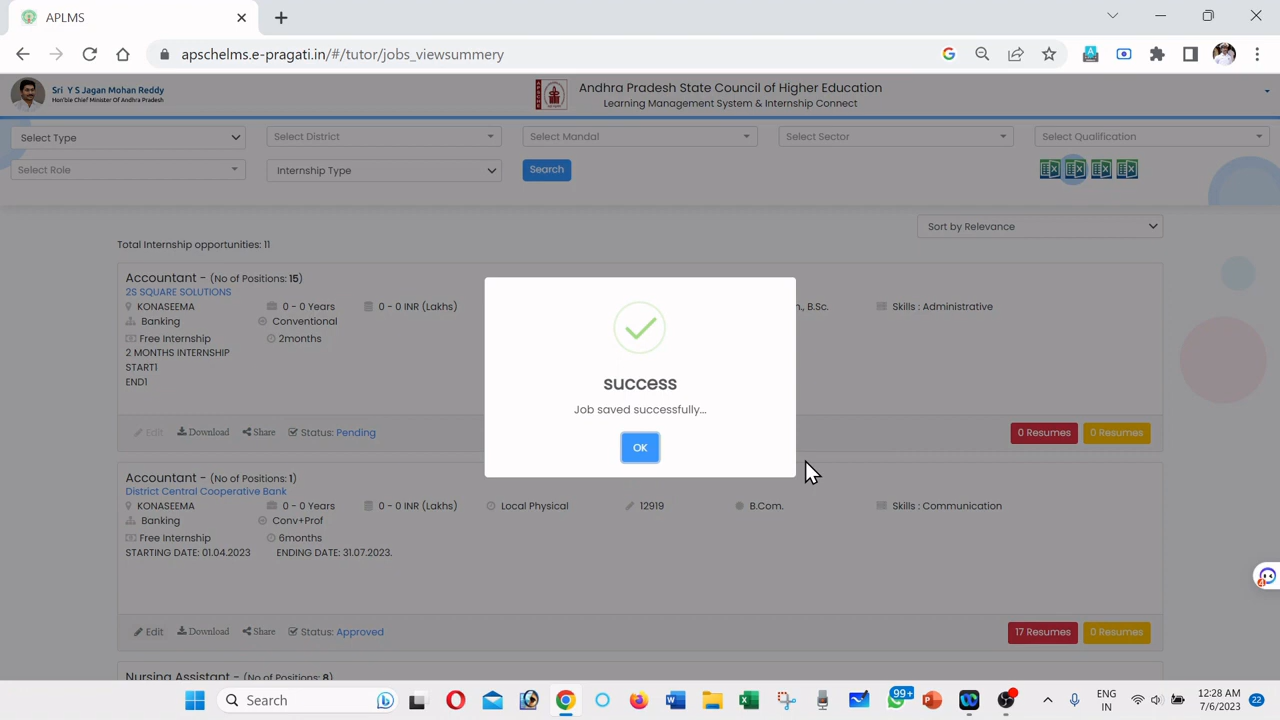 APLMS
apschelms.e-pragati.in/#/tutor/jobs_viewsummery
Sri Y S Jagan Mohan Reddy
Hon'ble Chief Minister Of Andhra Pradesh
Andhra Pradesh State Council of Higher Education
Learning Management System & Internship Connect
Select Type Select District Select Mandal Select Sector Select Qualification
Select Role Internship Type Search
Sort by Relevance
Total Internship opportunities: 11
Accountant - (No of Positions: 15)
2S SQUARE SOLUTIONS
KONASEEMA 0 - 0 Years 0 - 0 INR (Lakhs) B.Sc. Skills : Administrative
Banking Conventional
Free Internship 2months
2 MONTHS INTERNSHIP
START1
END1
Edit Download Share Status: Pending 0 Resumes 0 Resumes
success
Job saved successfully...
OK
Accountant - (No of Positions: 1)
District Central Cooperative Bank
KONASEEMA 0 - 0 Years 0 - 0 INR (Lakhs) Local Physical 12919 B.Com. Skills : Communication
Banking Conv+Prof
Free Internship 6months
STARTING DATE: 01.04.2023 ENDING DATE: 31.07.2023.
Edit Download Share Status: Approved 17 Resumes 0 Resumes
Nursing Assistant - (No of Positions: 8)
Search 99+ ENG
IN 12:28 AM
7/6/2023 22